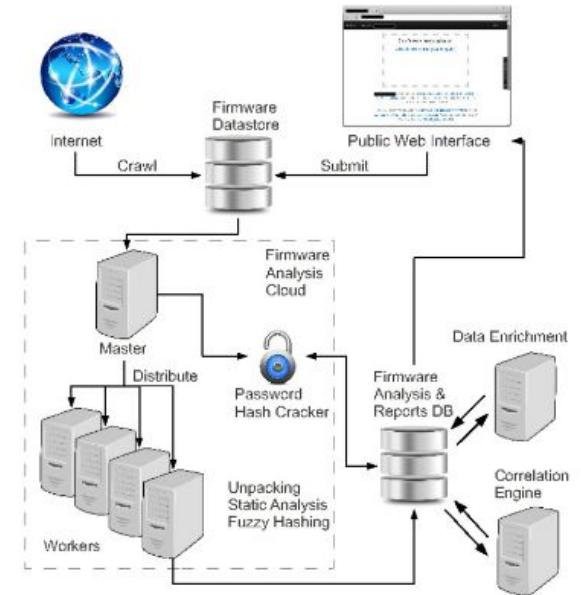 Internet
Firmware
Datastore
Public Web Interface
Crawl
Submit
Firmware
Analysis
Cloud
Master
Distribute
Password
Hash Cracker
Data Enrichment
Firmware
Analysis &
Reports DB
Unpacking
Static Analysis
Fuzzy Hashing
Correlation
Engine
Workers